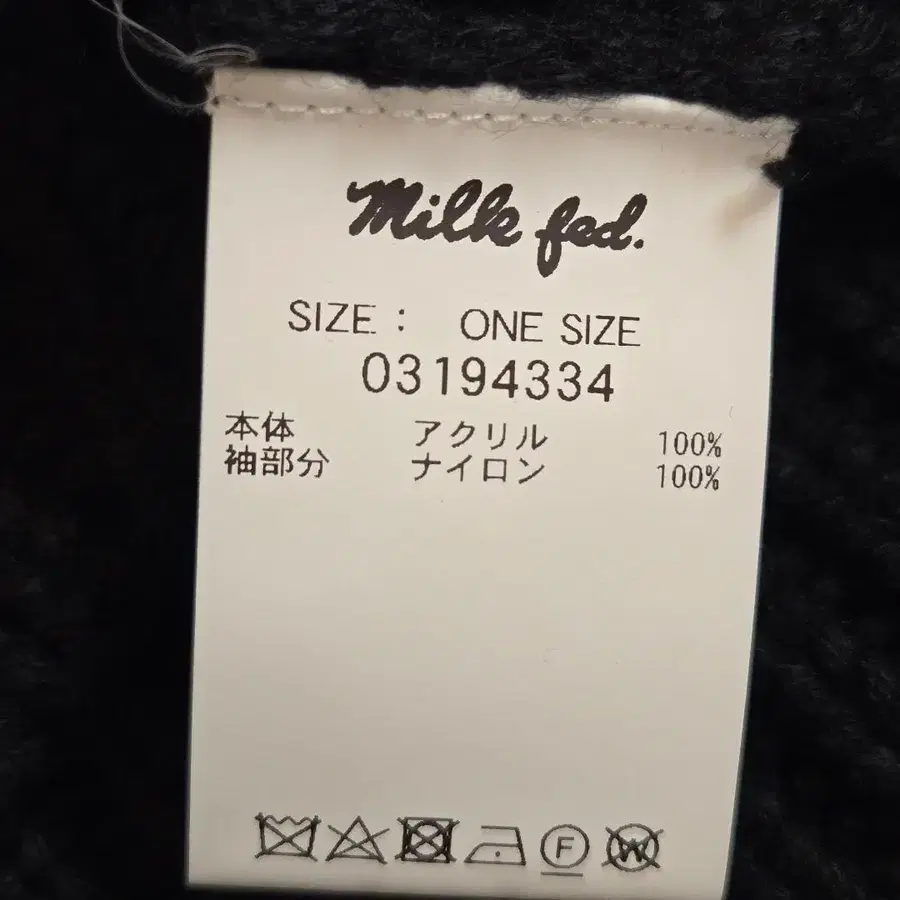 Milk fed.
SIZE : ONE SIZE
03194334
本体 アクリル 100%
袖部分 ナイロン 100%
F
W